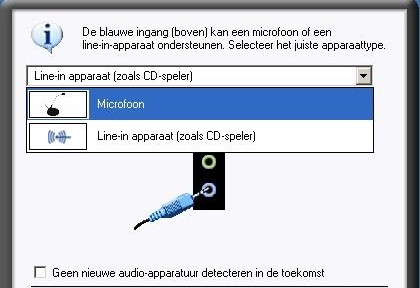 De blauwe ingang (boven) kan een microfoon of een
line-in-apparaat ondersteunen. Selecteer het juiste apparaattype.
Line-in apparaat (zoals CD-speler)
Microfoon
Line-in apparaat (zoals CD-speler)
Geen nieuwe audio-apparatuur detecteren in de toekomst